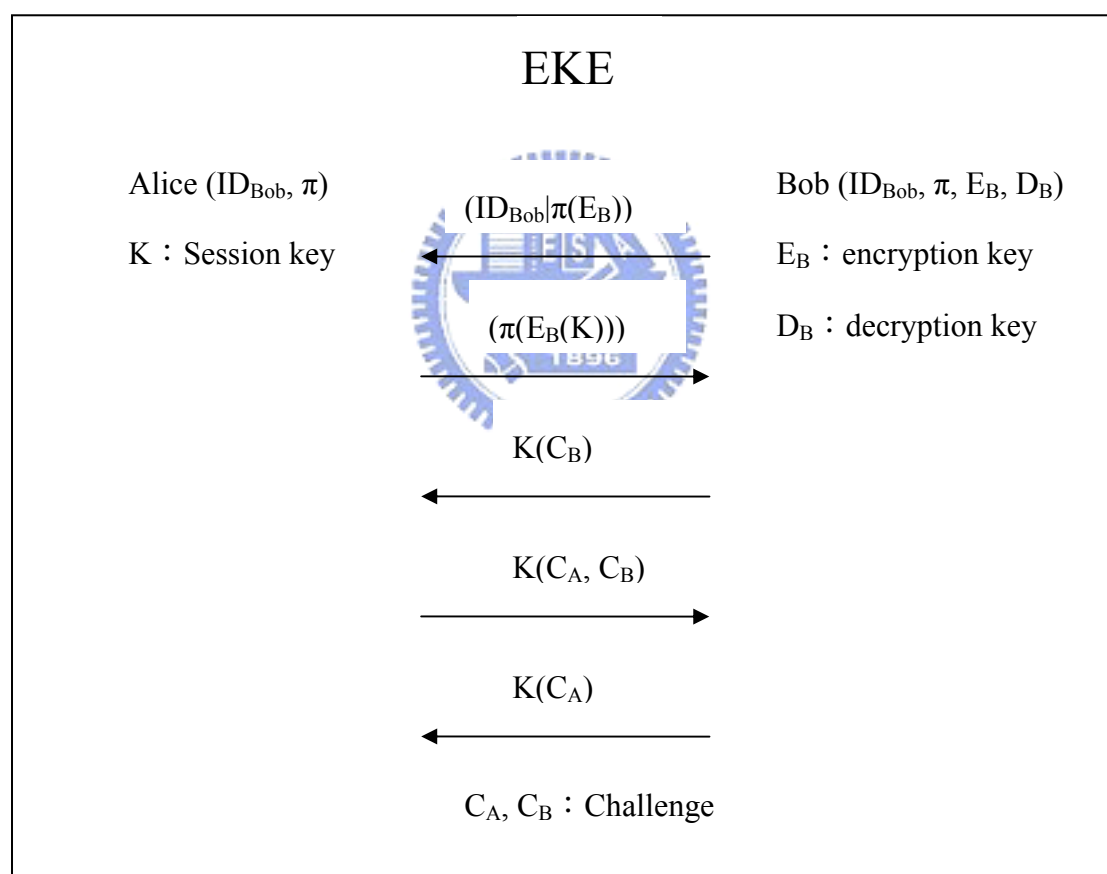 EKE
Alice (ID_Bob, π)
K：Session key
Bob (ID_Bob, π, E_B, D_B)
E_B：encryption key
D_B：decryption key
(ID_Bob|π(E_B))
(π(E_B(K)))
K(C_B)
K(C_A, C_B)
K(C_A)
C_A, C_B：Challenge
E S A
1896